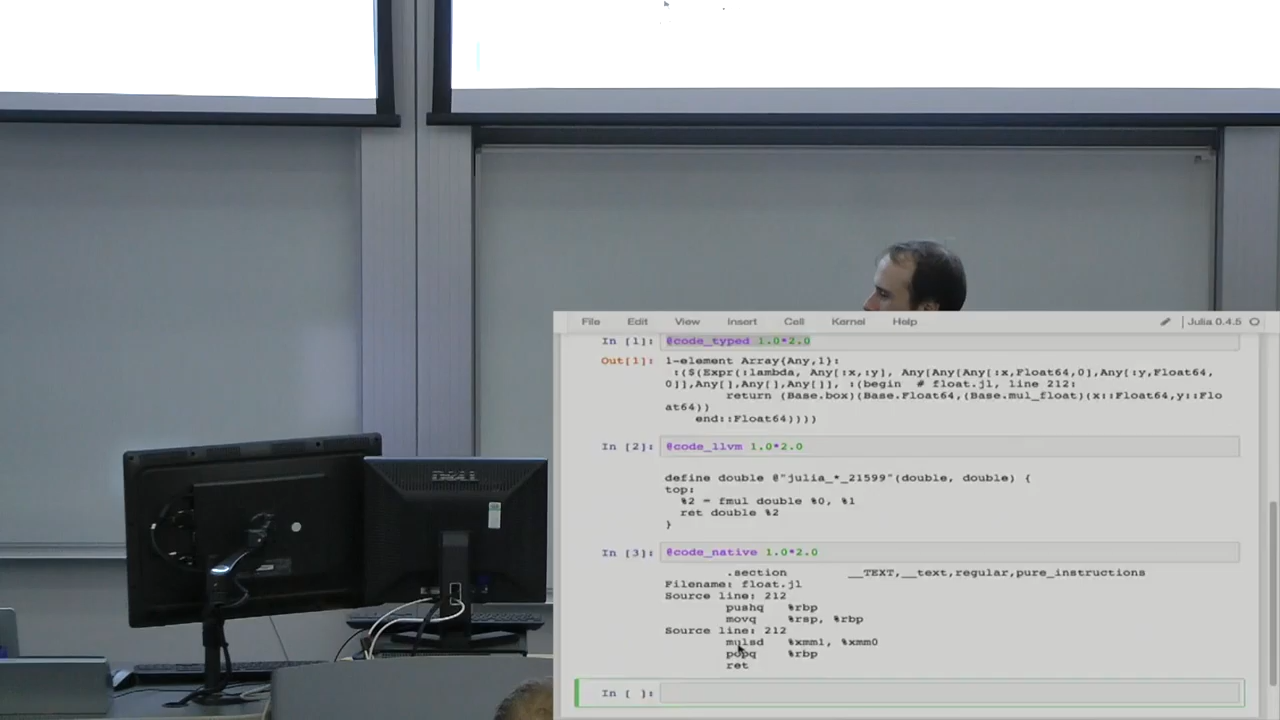 File Edit View Insert Cell Kernel Help Julia 0.4.5
In [1]: @code_typed 1.0*2.0
Out[1]: 1-element Array{Any,1}:
:($(Expr(:lambda, Any[:x,:y], Any[Any[Any[:x,Float64,0],Any[:y,Float64,
0]],Any[],Any[],Any[]], :(begin # float.jl, line 212:
return (Base.box)(Base.Float64,(Base.mul_float)(x::Float64,y::Flo
at64))
end::Float64))))
In [2]: @code_llvm 1.0*2.0
define double @"julia_*_21599"(double, double) {
top:
%2 = fmul double %0, %1
ret double %2
}
In [3]: @code_native 1.0*2.0
.section __TEXT,__text,regular,pure_instructions
Filename: float.jl
Source line: 212
pushq %rbp
movq %rsp, %rbp
Source line: 212
mulsd %xmm1, %xmm0
popq %rbp
ret
In [ ]:
DELL